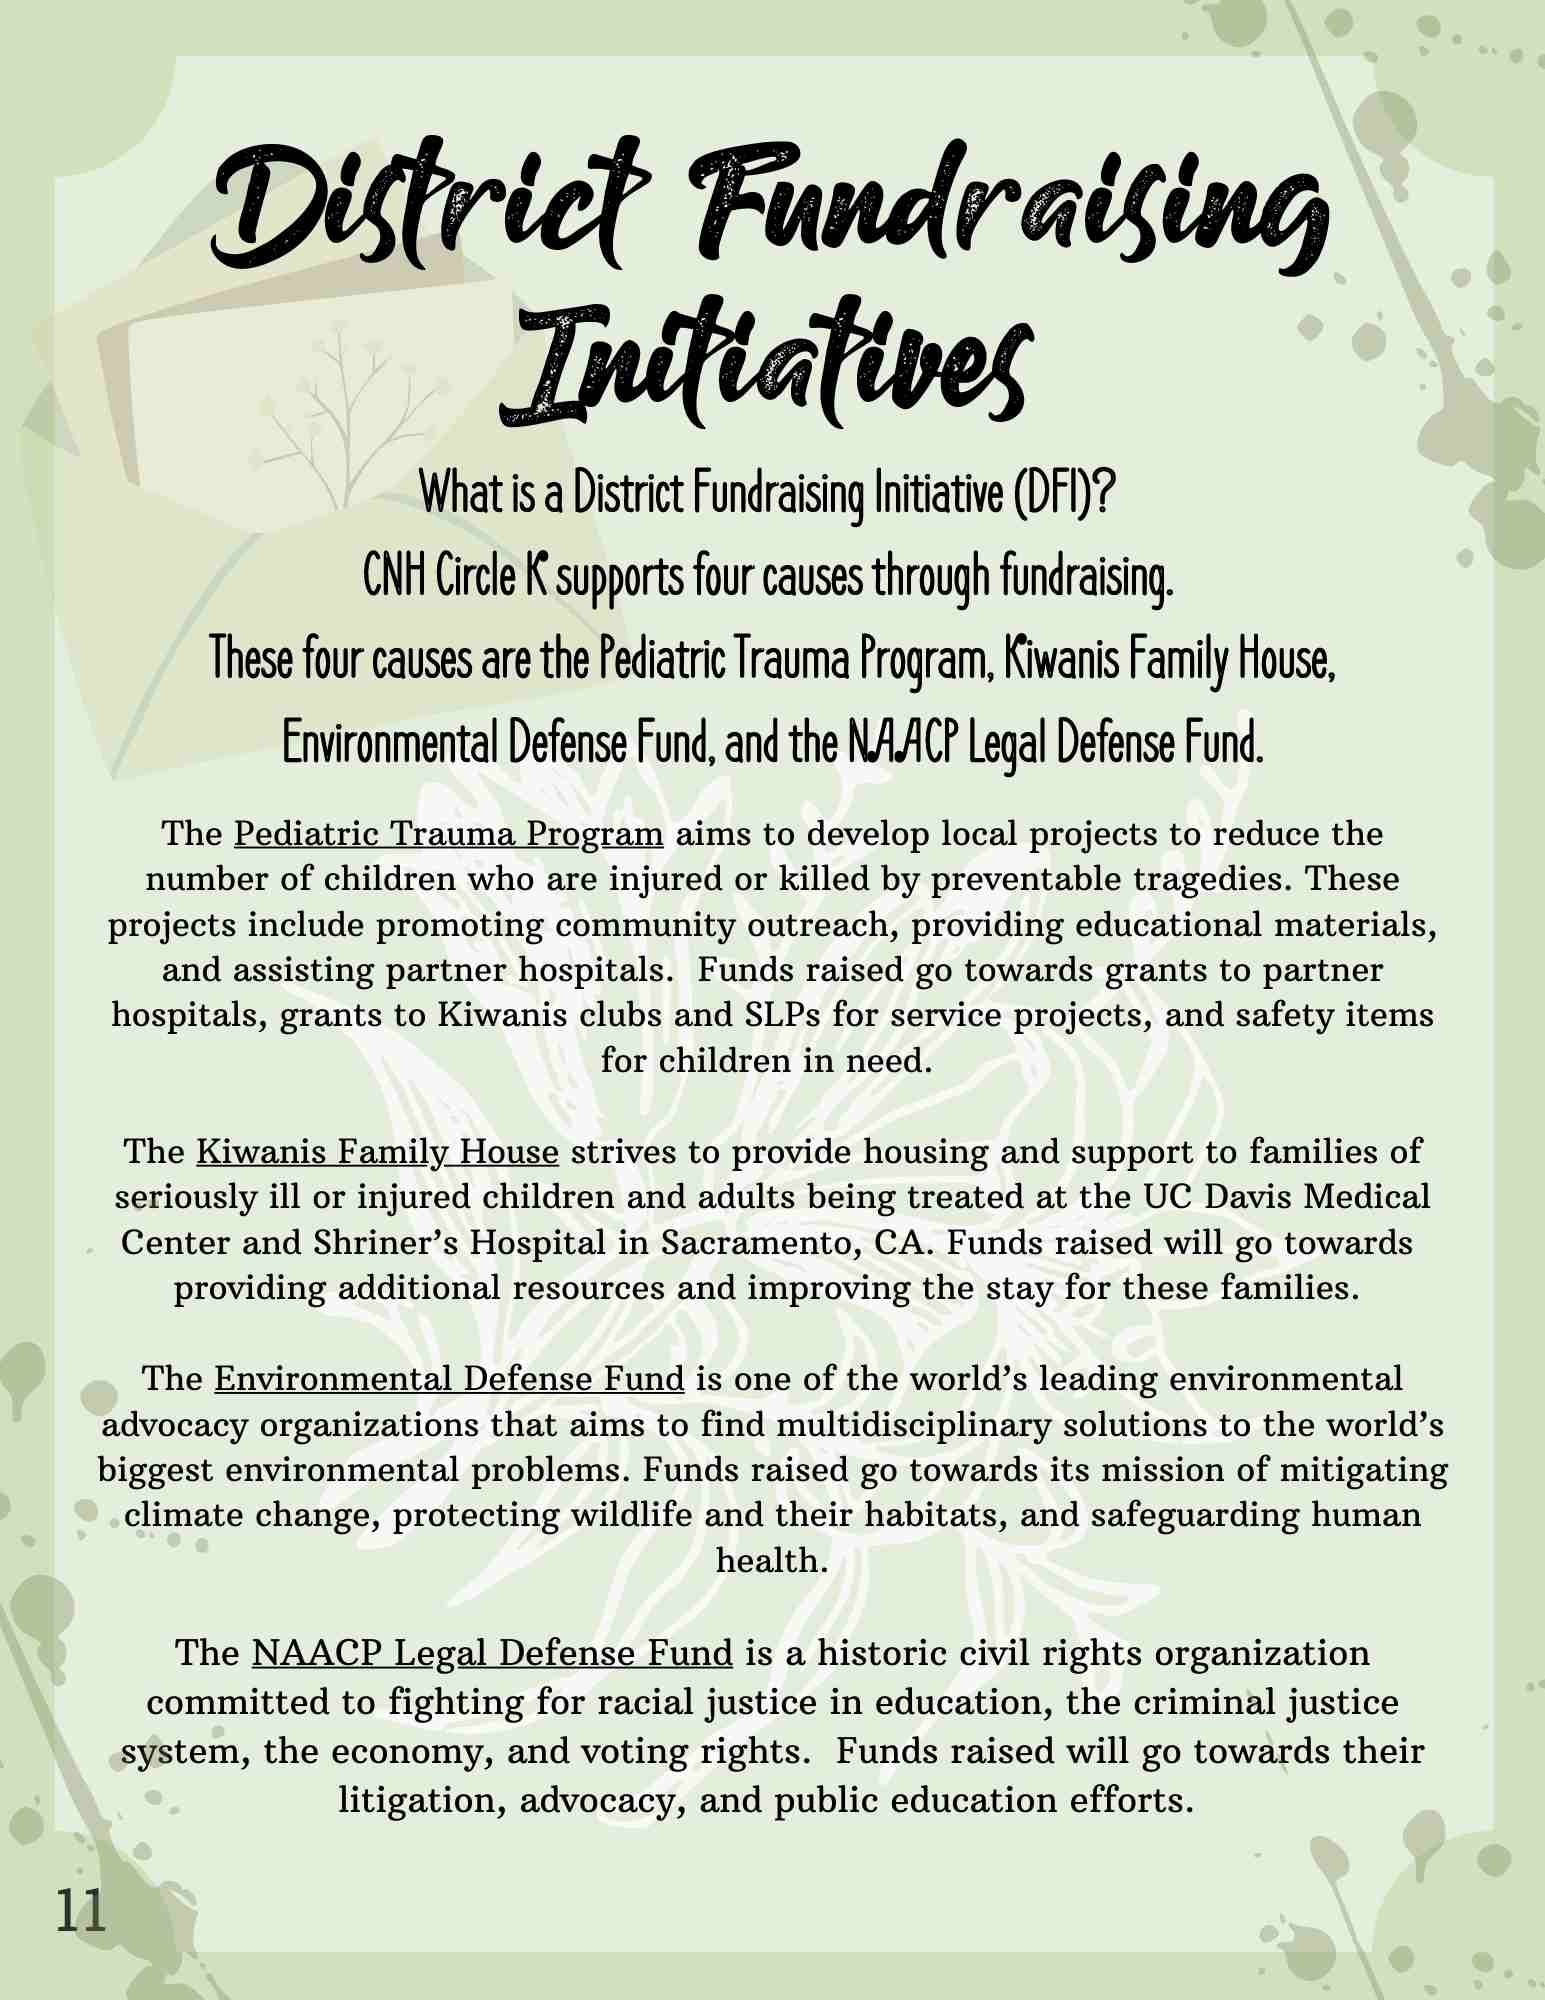 District Fundraising
Initiatives
What is a District Fundraising Initiative (DFI)?
CNH Circle K supports four causes through fundraising.
These four causes are the Pediatric Trauma Program, Kiwanis Family House,
Environmental Defense Fund, and the NAACP Legal Defense Fund.
The Pediatric Trauma Program aims to develop local projects to reduce the
number of children who are injured or killed by preventable tragedies. These
projects include promoting community outreach, providing educational materials,
and assisting partner hospitals.  Funds raised go towards grants to partner
hospitals, grants to Kiwanis clubs and SLPs for service projects, and safety items
for children in need.
The Kiwanis Family House strives to provide housing and support to families of
seriously ill or injured children and adults being treated at the UC Davis Medical
Center and Shriner’s Hospital in Sacramento, CA. Funds raised will go towards
providing additional resources and improving the stay for these families.
The Environmental Defense Fund is one of the world’s leading environmental
advocacy organizations that aims to find multidisciplinary solutions to the world’s
biggest environmental problems. Funds raised go towards its mission of mitigating
climate change, protecting wildlife and their habitats, and safeguarding human
health.
The NAACP Legal Defense Fund is a historic civil rights organization
committed to fighting for racial justice in education, the criminal justice
system, the economy, and voting rights.  Funds raised will go towards their
litigation, advocacy, and public education efforts.
11